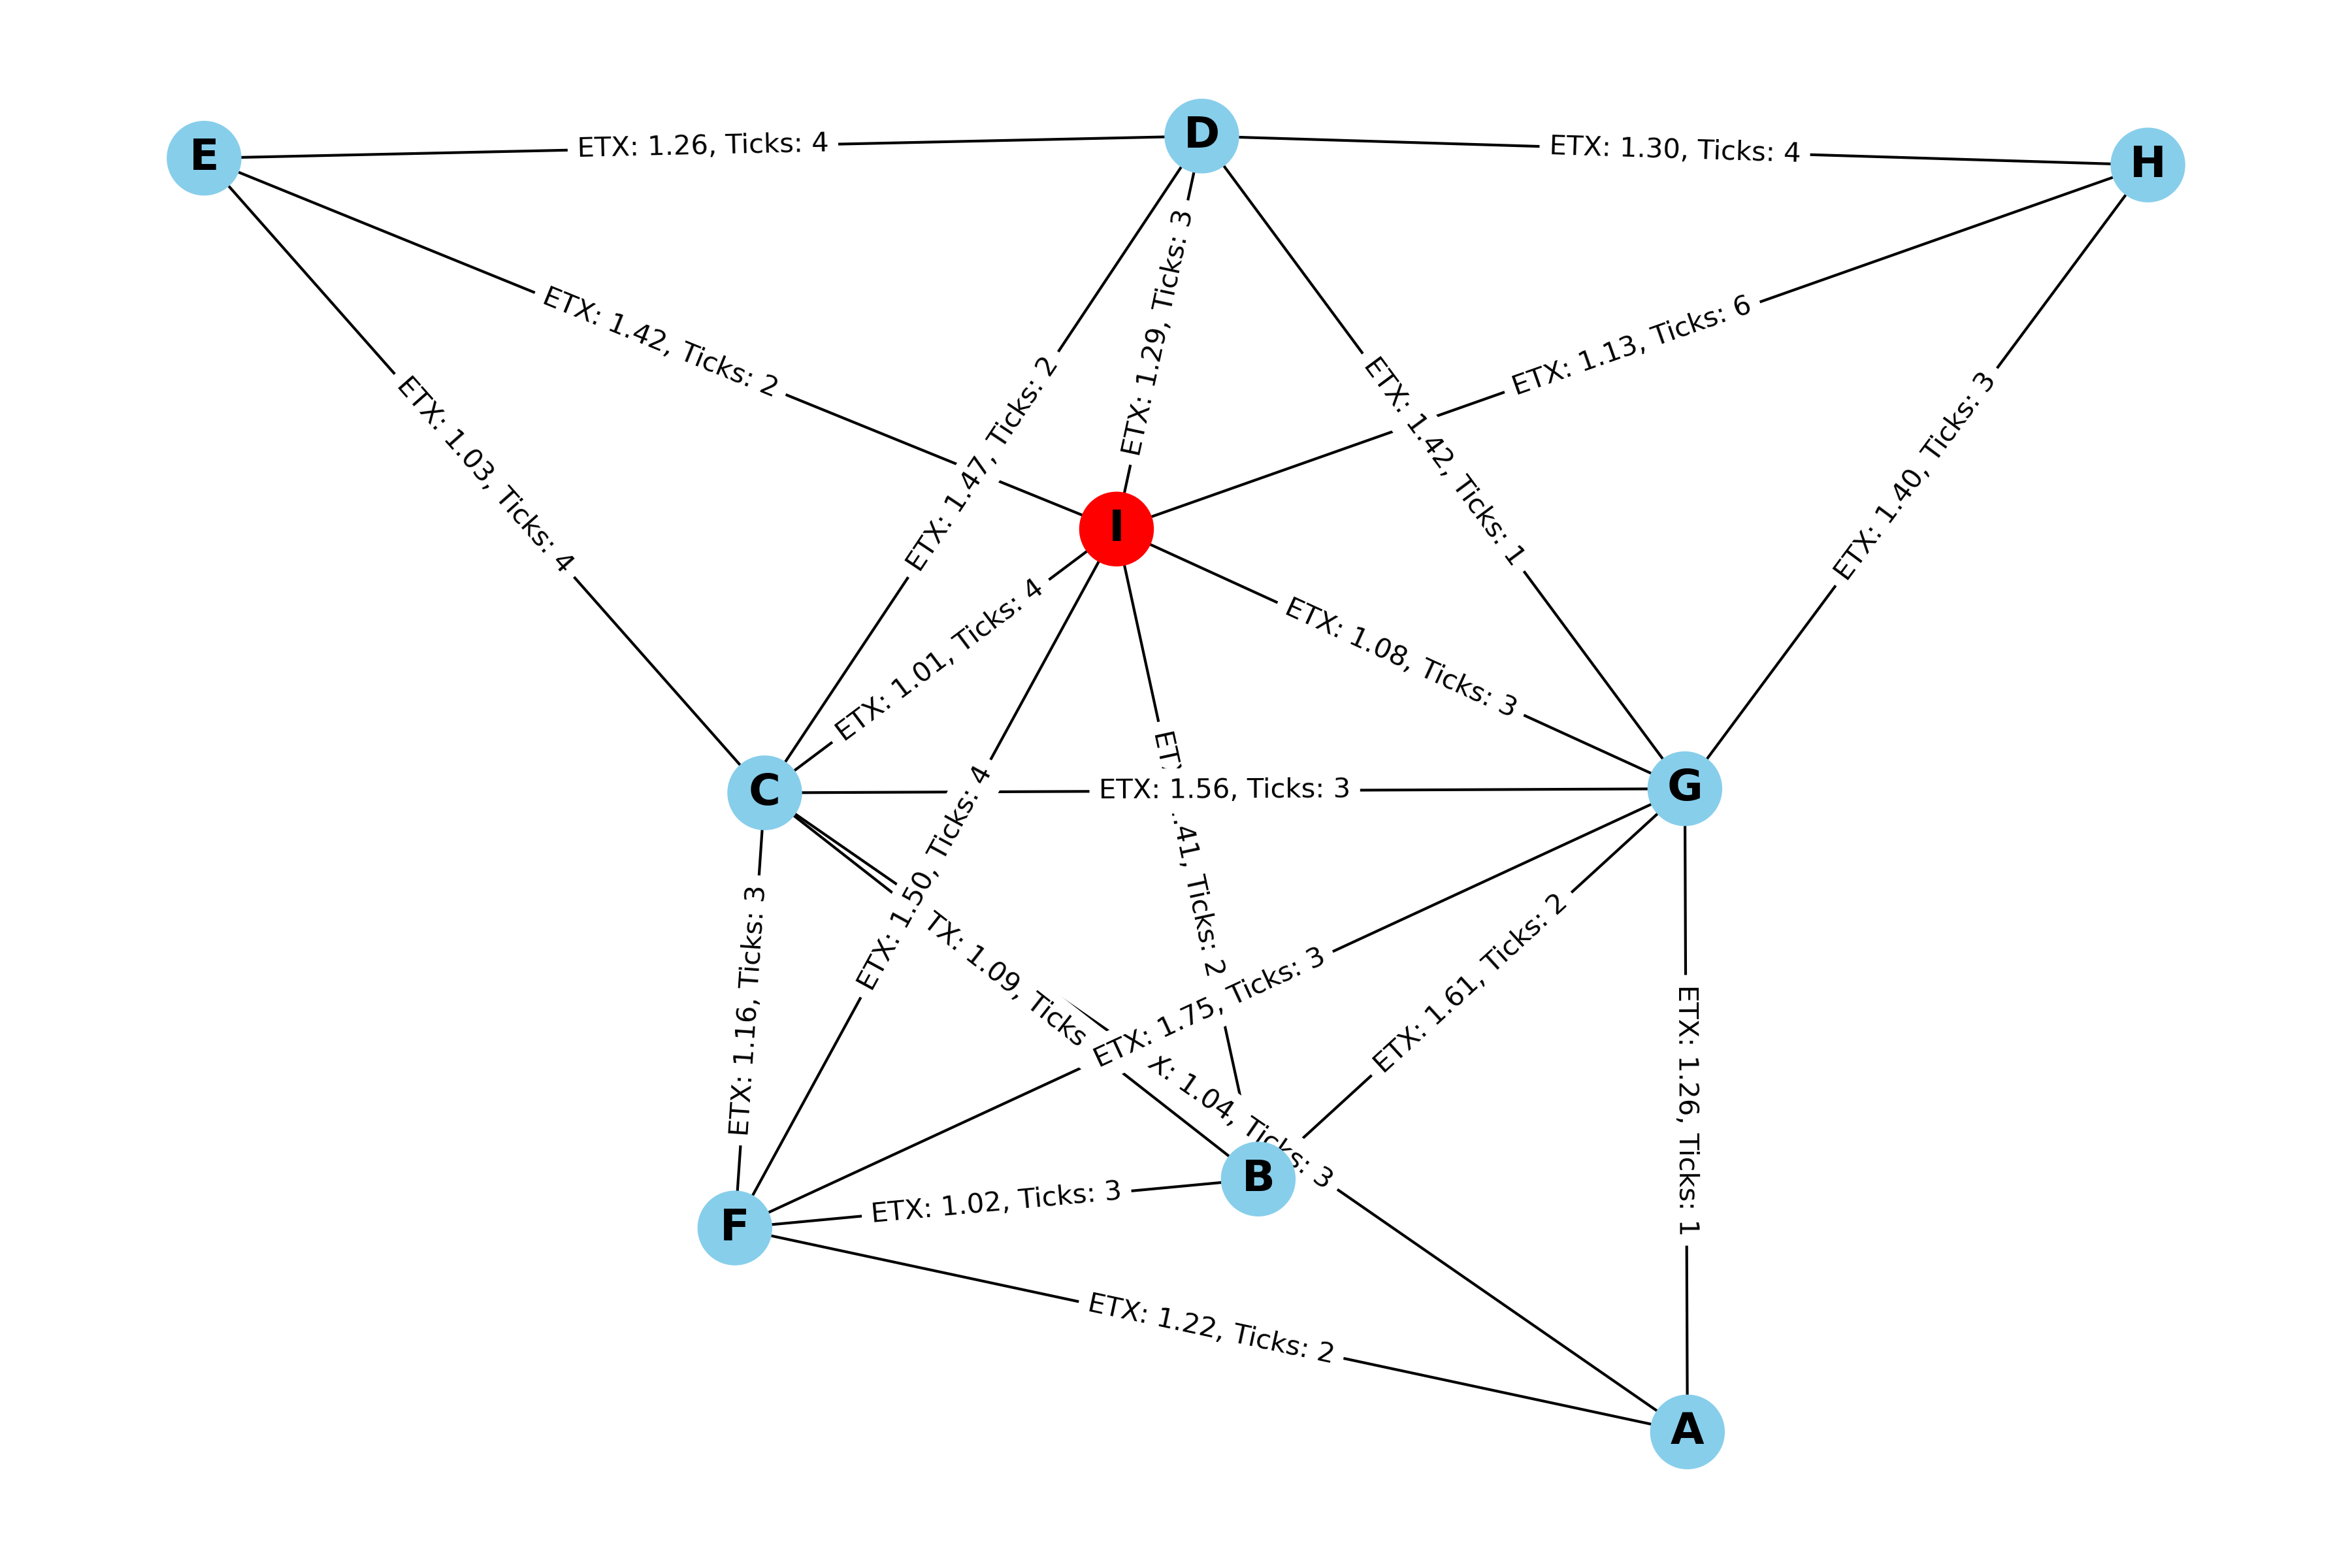 E
D
H
ETX: 1.26, Ticks: 4
ETX: 1.30, Ticks: 4
ETX: 1.29, Ticks: 3
ETX: 1.42, Ticks: 2
ETX: 1.13, Ticks: 6
ETX: 1.03, Ticks: 4
ETX: 1.47, Ticks: 2
ETX: 1.42, Ticks: 1
ETX: 1.40, Ticks: 3
I
ETX: 1.01, Ticks: 4
ETX: 1.08, Ticks: 3
C
ETX: 1.56, Ticks: 3
G
.41, Ticks: 2
ETX: 1.50, Ticks: 4
TX: 1.09, Ticks
ETX: 1.16, Ticks: 3
ETX: 1.75, Ticks: 3
ETX: 1.61, Ticks: 2
X: 1.04, Ticks: 3
ETX: 1.26, Ticks: 1
B
F
ETX: 1.02, Ticks: 3
ETX: 1.22, Ticks: 2
A